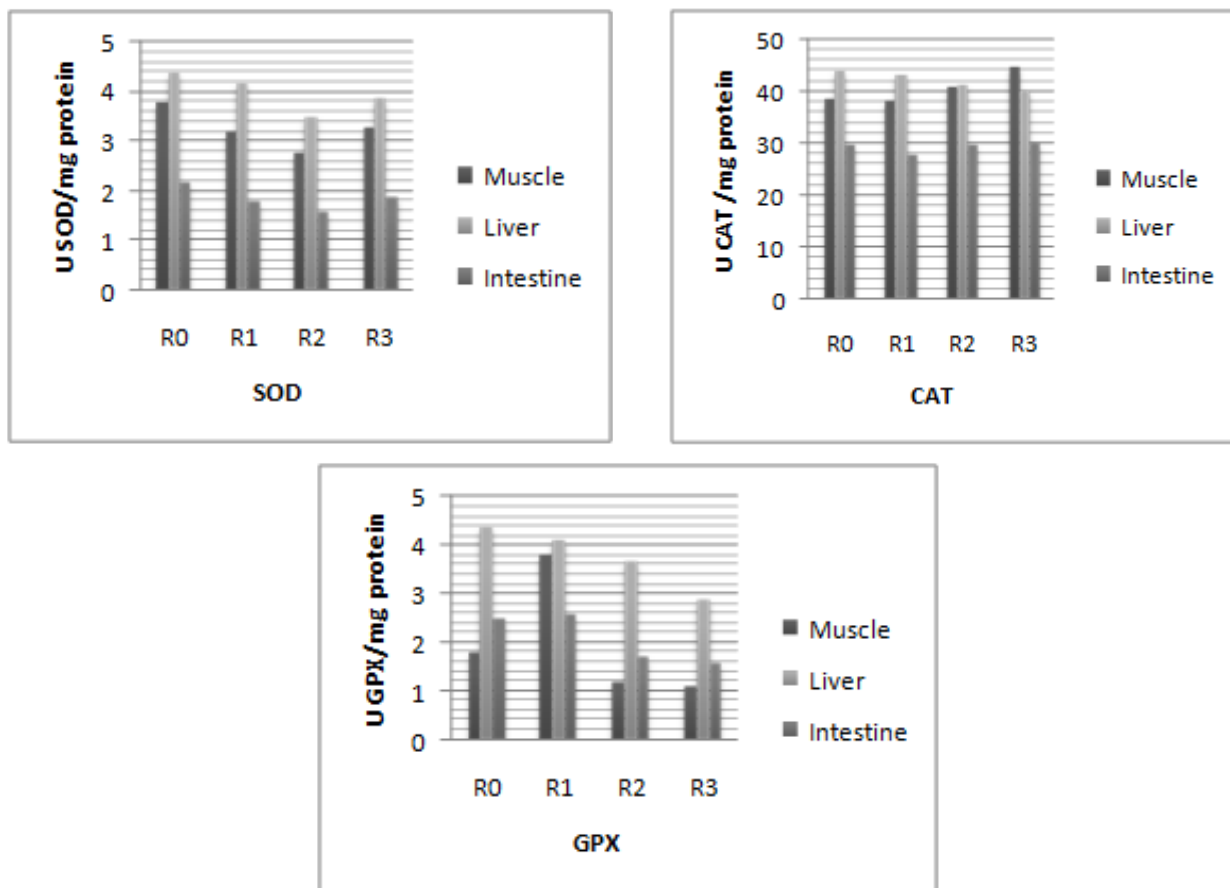 U SOD/mg protein
5
4
3
2
1
0
R0 R1 R2 R3
SOD
Muscle
Liver
Intestine
U CAT /mg protein
50
40
30
20
10
0
R0 R1 R2 R3
CAT
Muscle
Liver
Intestine
U GPX/mg protein
5
4
3
2
1
0
R0 R1 R2 R3
GPX
Muscle
Liver
Intestine